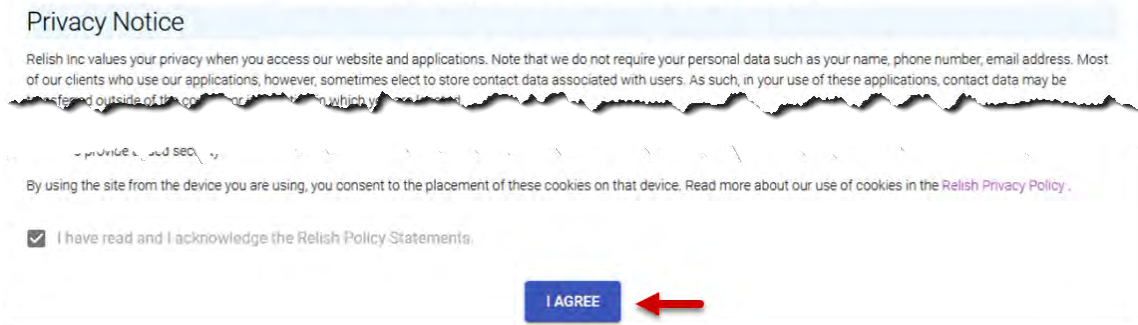 Privacy Notice
Relish Inc values your privacy when you access our website and applications. Note that we do not require your personal data such as your name, phone number, email address. Most
of our clients who use our applications, however, sometimes elect to store contact data associated with users. As such, in your use of these applications, contact data may be
outside of the which
provide
By using the site from the device you are using, you consent to the placement of these cookies on that device. Read more about our use of cookies in the Relish Privacy Policy .
I have read and I acknowledge the Relish Policy Statements.
I AGREE